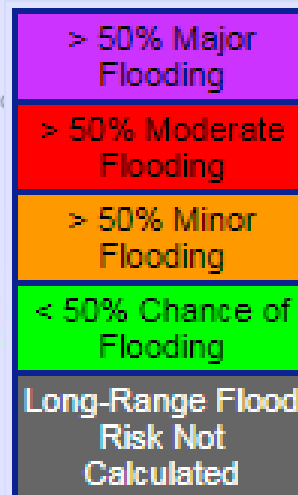 > 50% Major
Flooding
> 50% Moderate
Flooding
> 50% Minor
Flooding
< 50% Chance of
Flooding
Long-Range Flood
Risk Not
Calculated